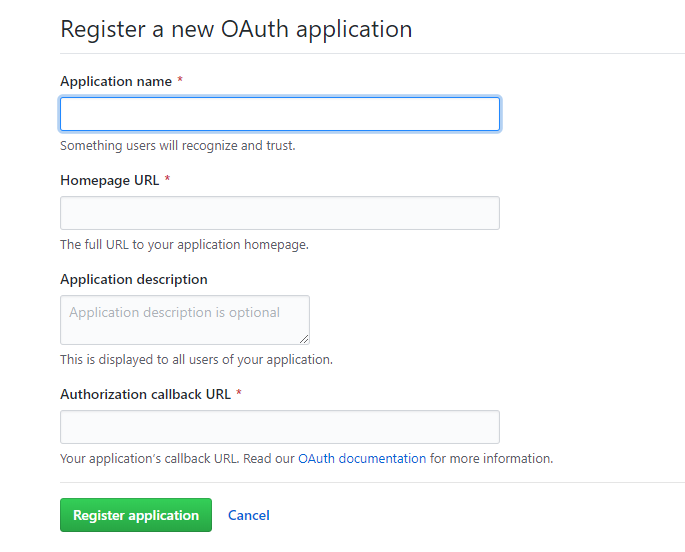 Register a new OAuth application
Application name *
Something users will recognize and trust.
Homepage URL *
The full URL to your application homepage.
Application description
Application description is optional
This is displayed to all users of your application.
Authorization callback URL *
Your application's callback URL. Read our OAuth documentation for more information.
Register application Cancel